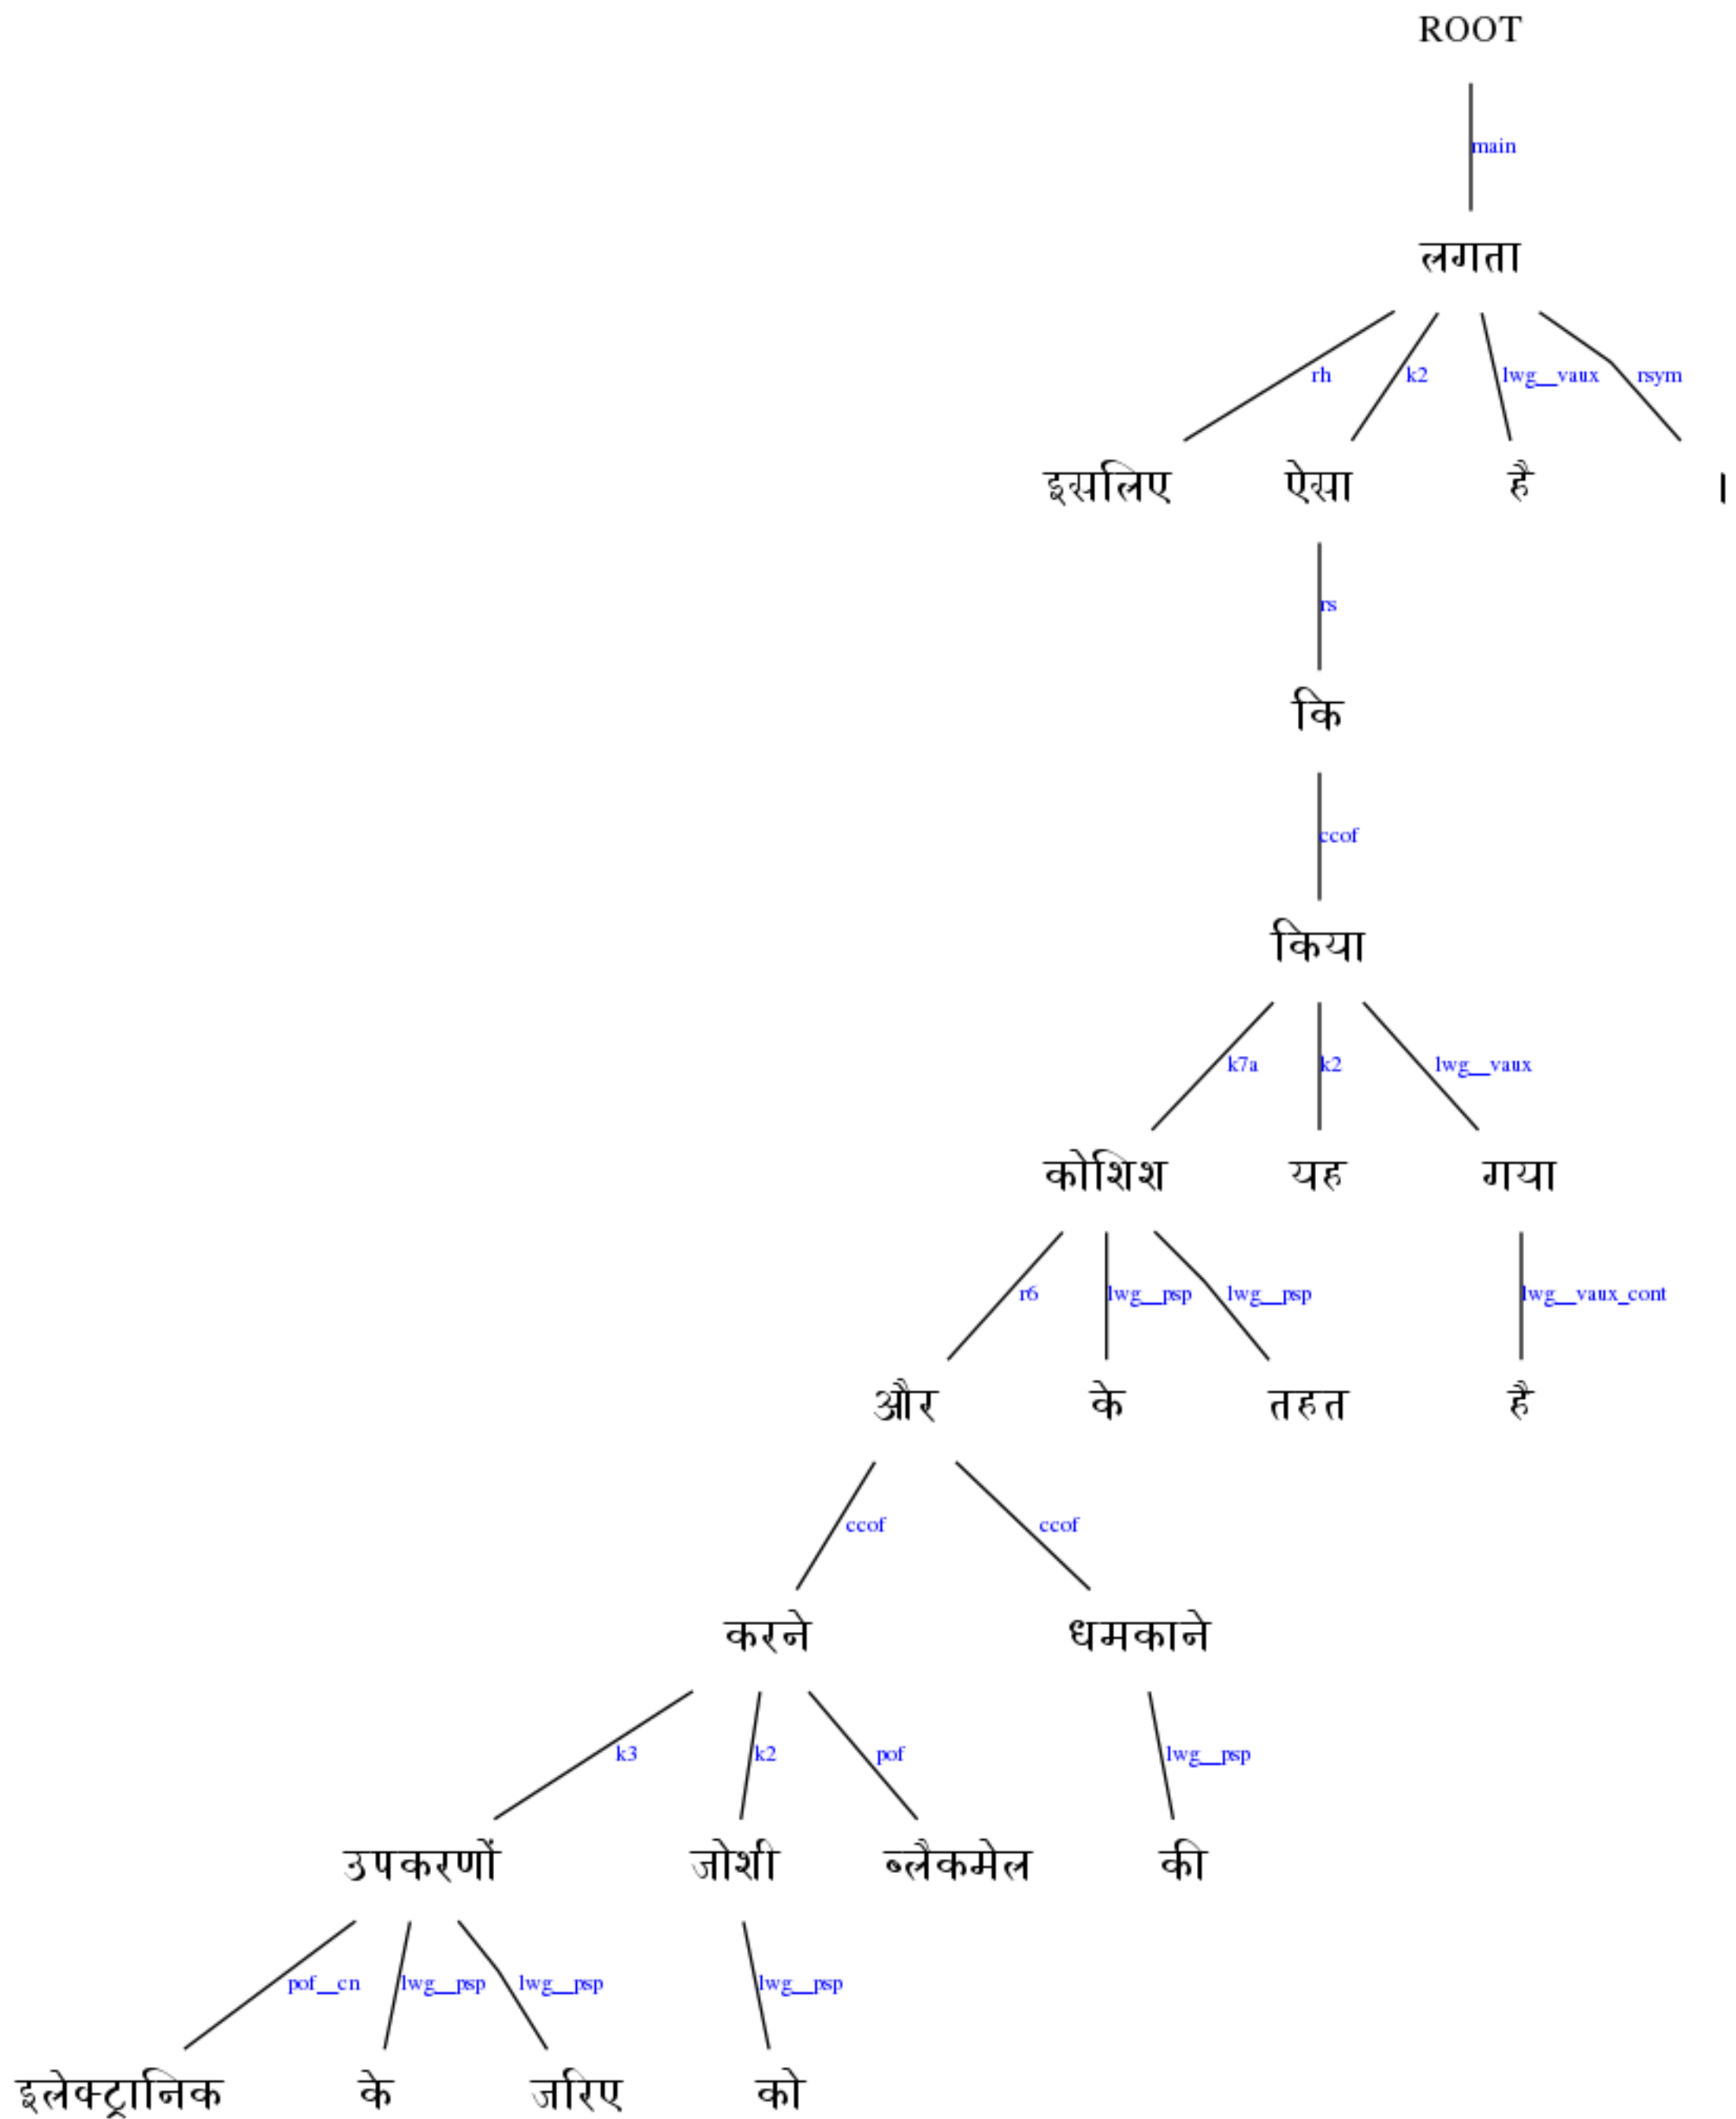 ROOT
main
लगता
rh k2 lwg__vaux rsym
इसलिए ऐसा है ।
rs
कि
ccof
किया
k7a k2 lwg__vaux
कोशिश यह गया
r6 lwg__psp lwg__psp lwg__vaux_cont
और के तहत है
ccof ccof
करने धमकाने
k3 k2 pof lwg__psp
उपकरणों जोशी ब्लैकमेल की
pof__cn lwg__psp lwg__psp lwg__psp
इलेक्ट्रानिक के जरिए को